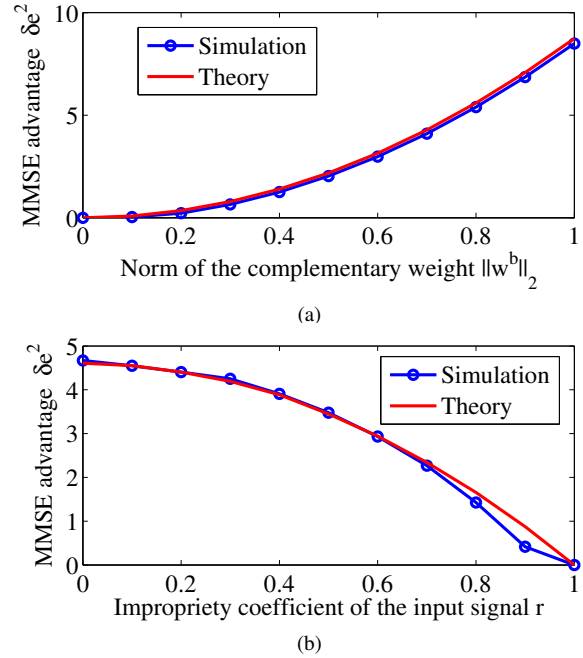 10
5
0
MMSE advantage δe²
Simulation
Theory
0 0.2 0.4 0.6 0.8 1
Norm of the complementary weight ||wᵇ||₂
(a)
5
4
3
2
1
0
MMSE advantage δe²
Simulation
Theory
0 0.2 0.4 0.6 0.8 1
Impropriety coefficient of the input signal r
(b)